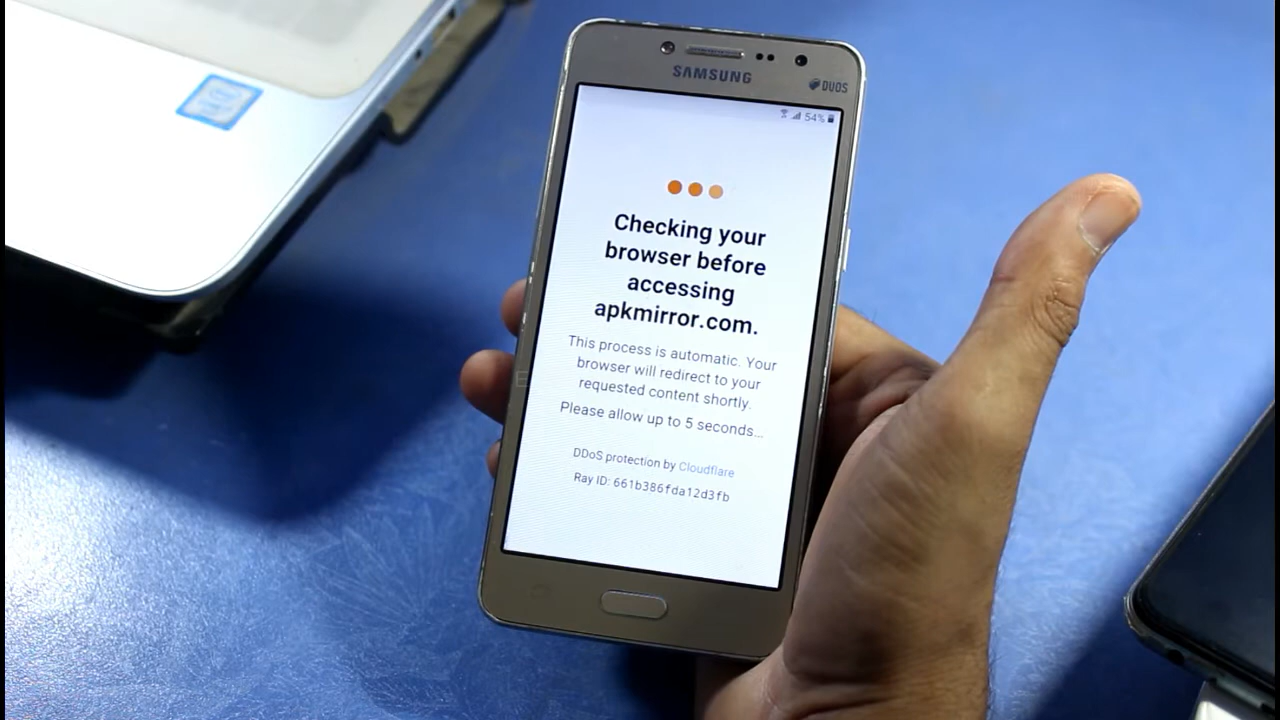 SAMSUNG
DUOS
54%
Checking your
browser before
accessing
apkmirror.com.
This process is automatic. Your
browser will redirect to your
requested content shortly.
Please allow up to 5 seconds...
DDoS protection by Cloudflare
Ray ID: 661b386fda12d3fb